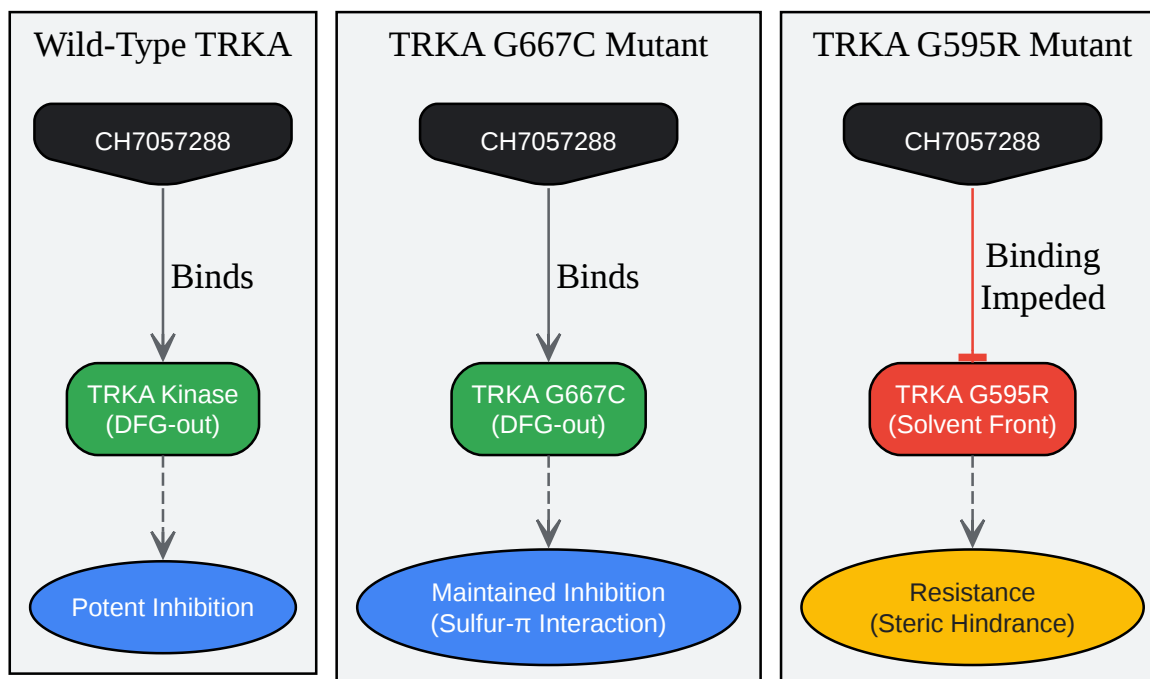 Wild-Type TRKA
CH7057288
Binds
TRKA Kinase
(DFG-out)
Potent Inhibition
TRKA G667C Mutant
CH7057288
Binds
TRKA G667C
(DFG-out)
Maintained Inhibition
(Sulfur-π Interaction)
TRKA G595R Mutant
CH7057288
Binding
Impeded
TRKA G595R
(Solvent Front)
Resistance
(Steric Hindrance)